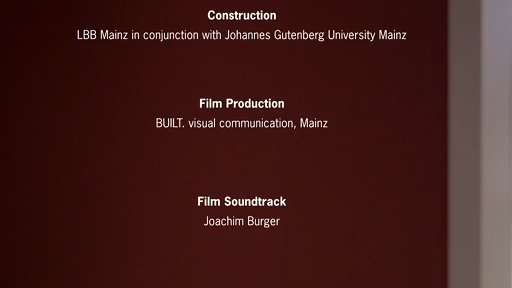 Construction
LBB Mainz in conjunction with Johannes Gutenberg University Mainz
Film Production
BUILT. visual communication, Mainz
Film Soundtrack
Joachim Burger